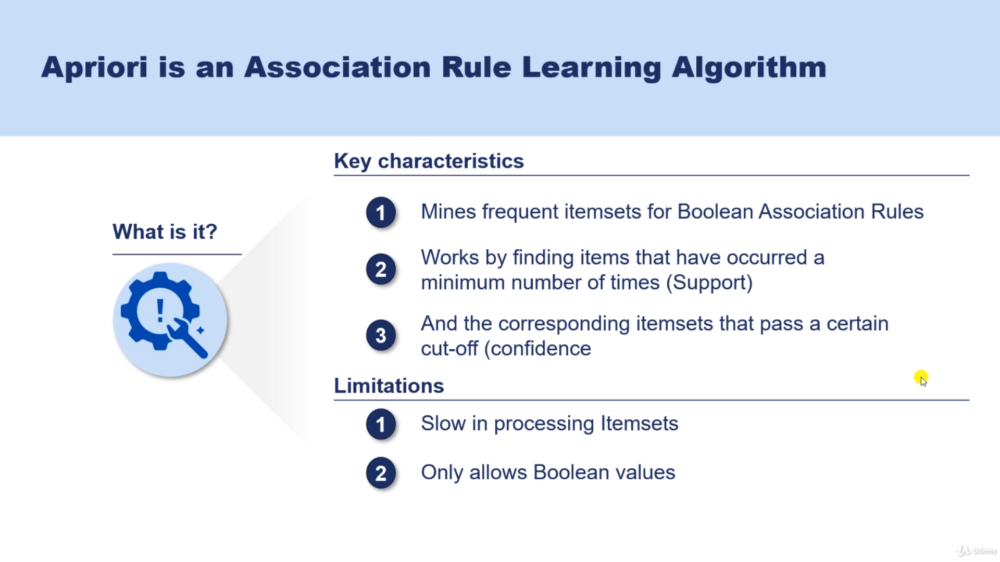 Apriori is an Association Rule Learning Algorithm
What is it?
!
Key characteristics
1 Mines frequent itemsets for Boolean Association Rules
2 Works by finding items that have occurred a
minimum number of times (Support)
3 And the corresponding itemsets that pass a certain
cut-off (confidence
Limitations
1 Slow in processing Itemsets
2 Only allows Boolean values
Udemy